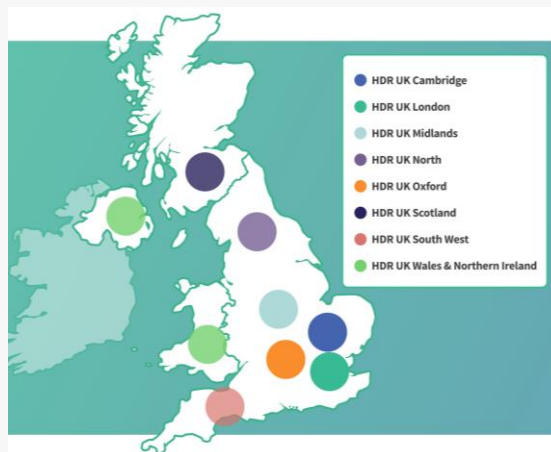 HDR UK Cambridge
HDR UK London
HDR UK Midlands
HDR UK North
HDR UK Oxford
HDR UK Scotland
HDR UK South West
HDR UK Wales & Northern Ireland